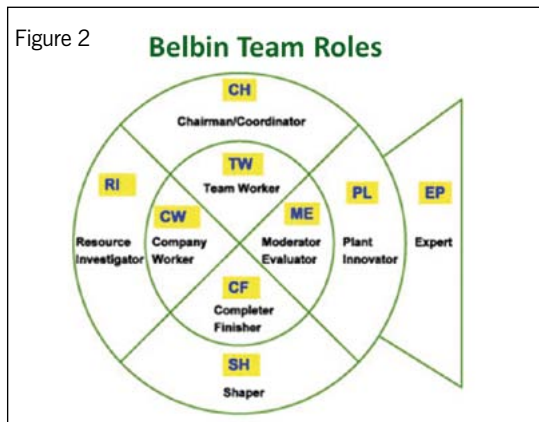 Figure 2
Belbin Team Roles
CH
Chairman/Coordinator
TW
Team Worker
RI
Resource
Investigator
CW
Company
Worker
ME
Moderator
Evaluator
PL
Plant
Innovator
EP
Expert
CF
Completer
Finisher
SH
Shaper